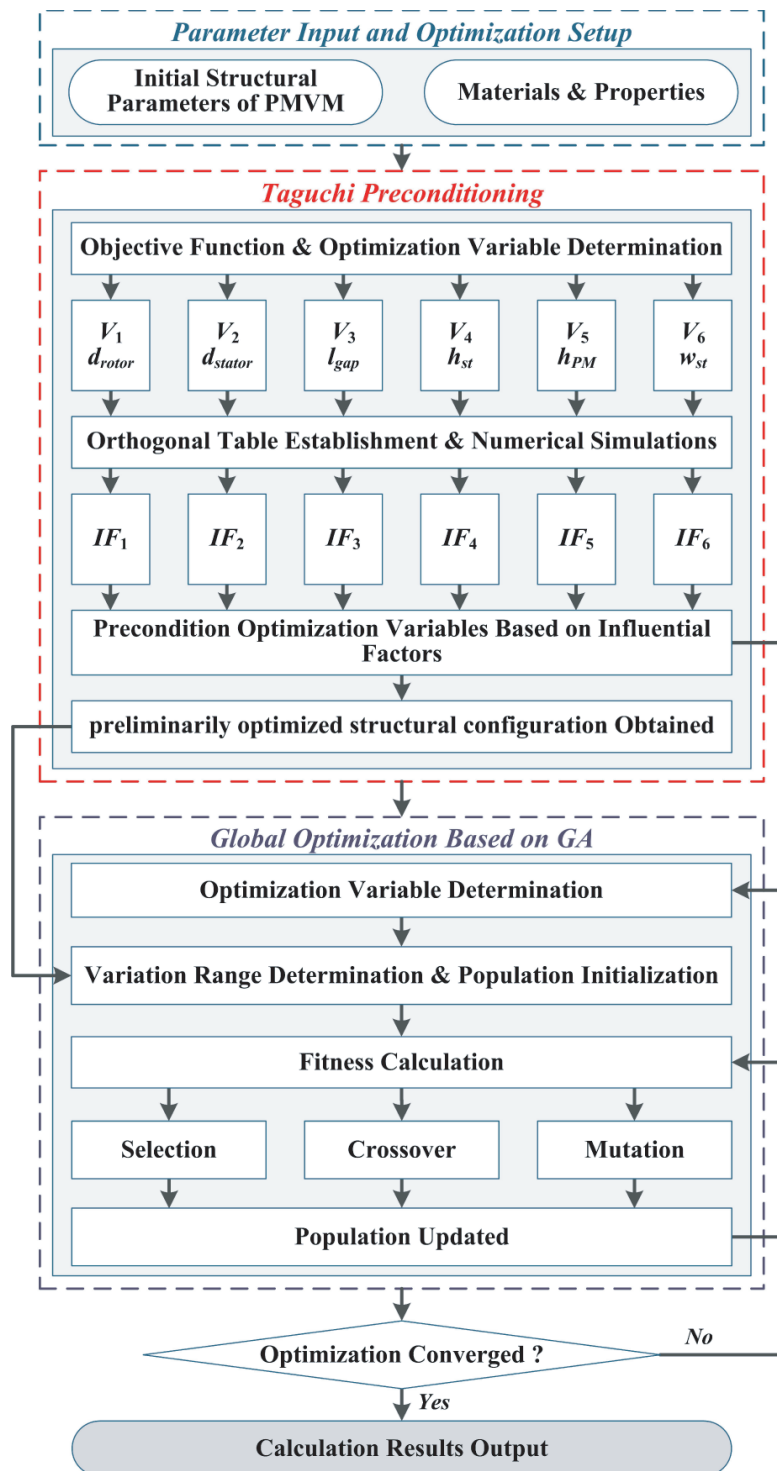 Parameter Input and Optimization Setup
Initial Structural
Parameters of PMVM
Materials & Properties
Taguchi Preconditioning
Objective Function & Optimization Variable Determination
V1
drotor
V2
dstator
V3
lgap
V4
hst
V5
hPM
V6
wst
Orthogonal Table Establishment & Numerical Simulations
IF1
IF2
IF3
IF4
IF5
IF6
Precondition Optimization Variables Based on Influential
Factors
preliminarily optimized structural configuration Obtained
Global Optimization Based on GA
Optimization Variable Determination
Variation Range Determination & Population Initialization
Fitness Calculation
Selection
Crossover
Mutation
Population Updated
Optimization Converged ?
No
Yes
Calculation Results Output